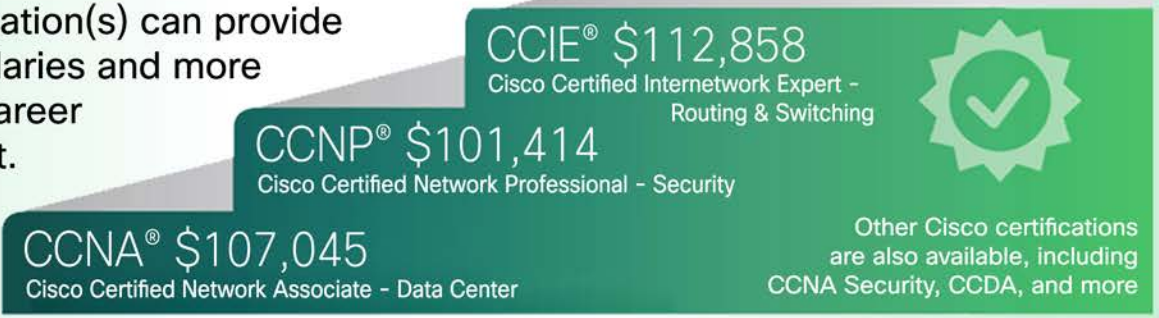 ation(s) can provide
laries and more
areer
t.
CCIE® $112,858
Cisco Certified Internetwork Expert -
Routing & Switching
CCNP® $101,414
Cisco Certified Network Professional - Security
CCNA® $107,045
Cisco Certified Network Associate - Data Center
Other Cisco certifications
are also available, including
CCNA Security, CCDA, and more